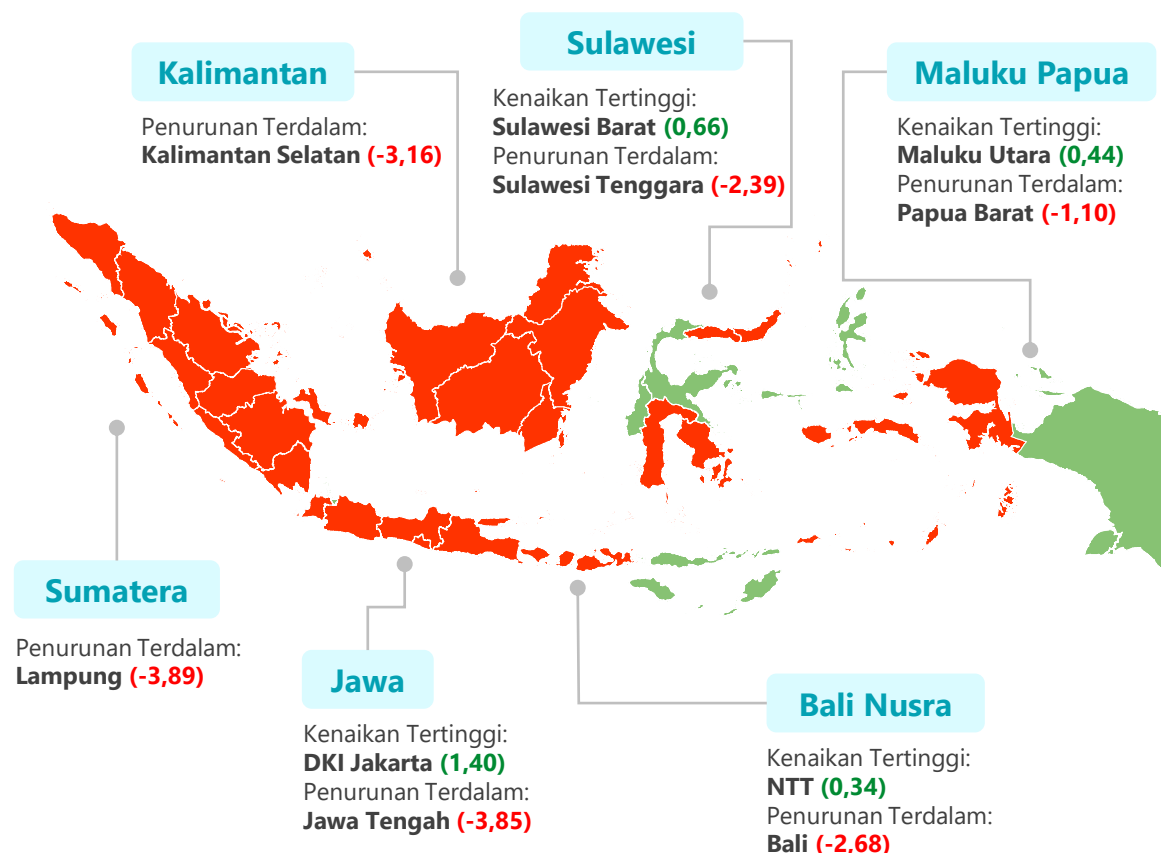 Kalimantan
Penurunan Terdalam:
Kalimantan Selatan (-3,16)
Sulawesi
Kenaikan Tertinggi:
Sulawesi Barat (0,66)
Penurunan Terdalam:
Sulawesi Tenggara (-2,39)
Maluku Papua
Kenaikan Tertinggi:
Maluku Utara (0,44)
Penurunan Terdalam:
Papua Barat (-1,10)
Sumatera
Penurunan Terdalam:
Lampung (-3,89)
Jawa
Kenaikan Tertinggi:
DKI Jakarta (1,40)
Penurunan Terdalam:
Jawa Tengah (-3,85)
Bali Nusra
Kenaikan Tertinggi:
NTT (0,34)
Penurunan Terdalam:
Bali (-2,68)